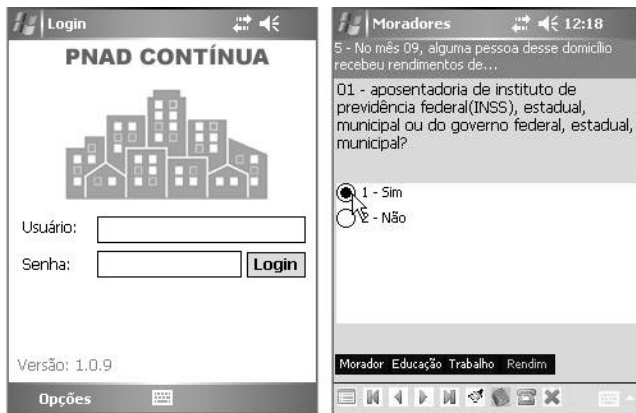 Login
PNAD CONTÍNUA
Usuário:
Senha:
Login
Versão: 1.0.9
Opções
Moradores
12:18
5 - No mês 09, alguma pessoa desse domicílio
recebeu rendimentos de...
01 - aposentadoria de instituto de
previdência federal(INSS), estadual,
municipal ou do governo federal, estadual,
municipal?
1 - Sim
2 - Não
Morador Educação Trabalho Rendim